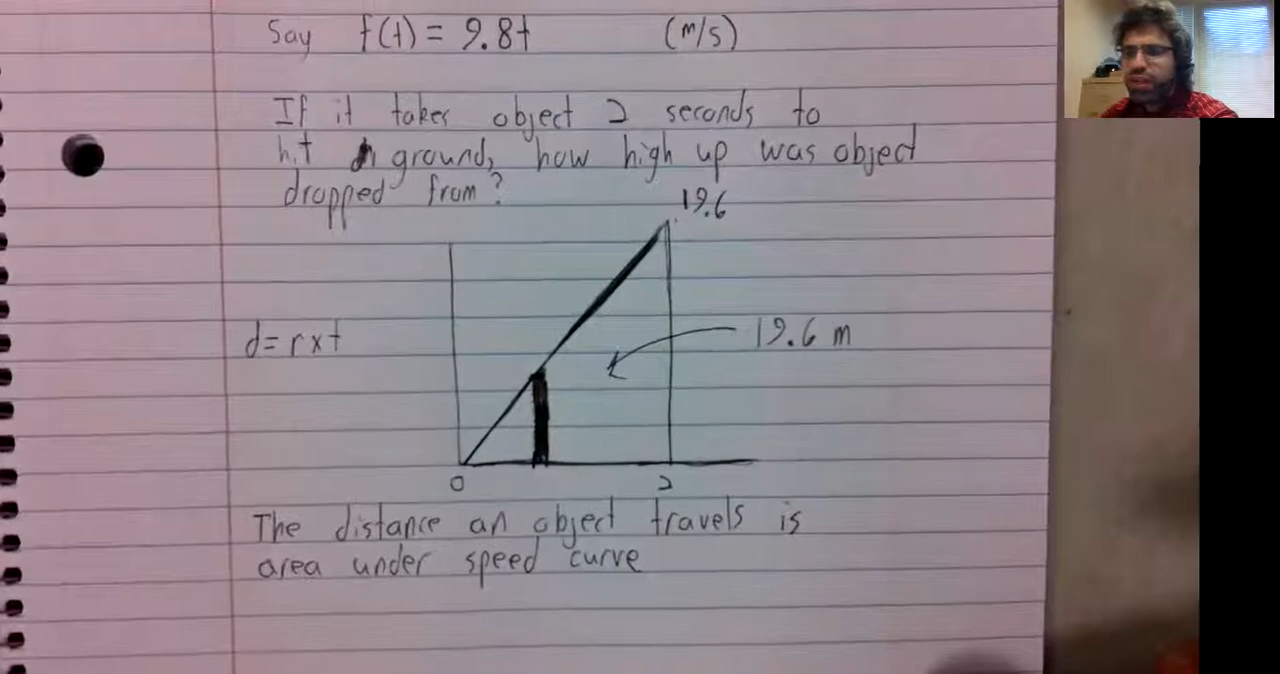 Say f(t) = 9.8t (m/s)
If it takes object 2 seconds to
hit ground, how high up was object
dropped from?
19.6
d = r x t
19.6 m
0 2
The distance an object travels is
area under speed curve